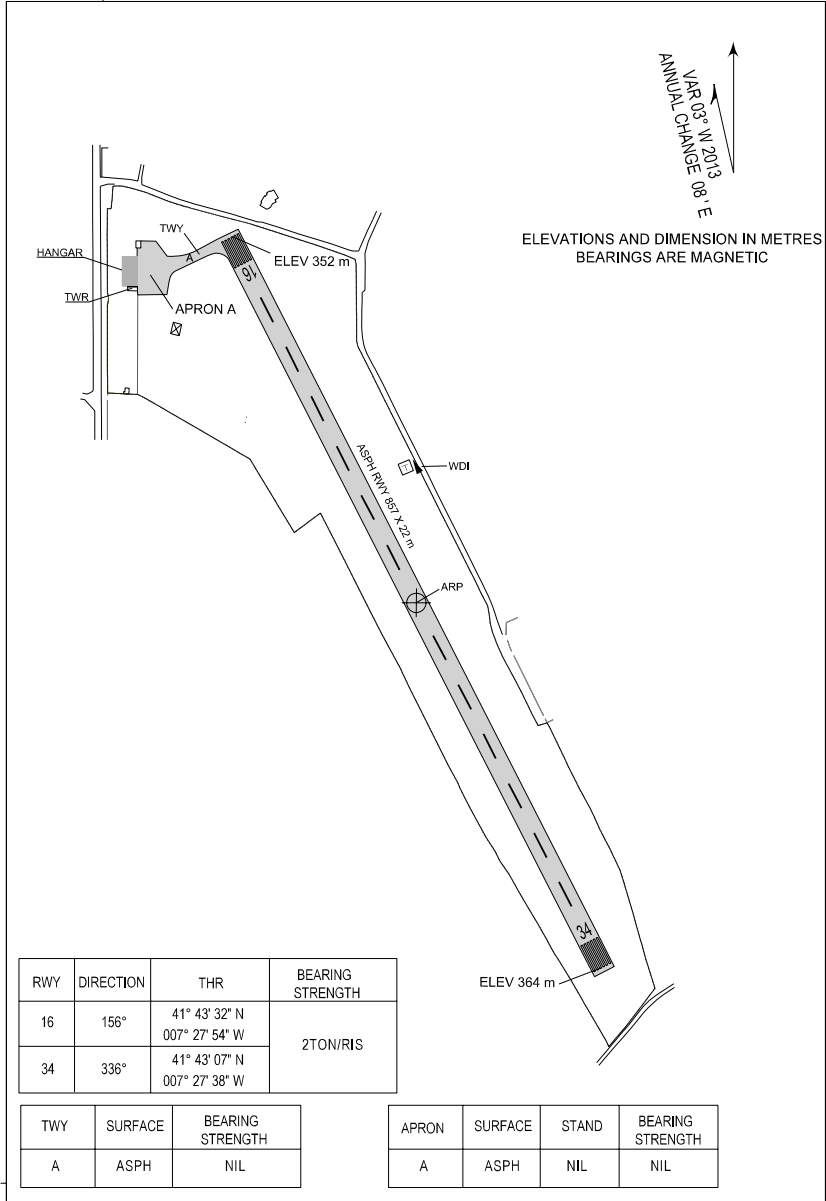 VAR 03° W 2013
ANNUAL CHANGE 08' E
ELEVATIONS AND DIMENSION IN METRES
BEARINGS ARE MAGNETIC
TWY
HANGAR
A
ELEV 352 m
16
TWR
APRON A
ASPH RWY 857 X 22 m
WDI
ARP
34
ELEV 364 m
RWY DIRECTION THR BEARING STRENGTH
16 156° 41° 43' 32" N
007° 27' 54" W
2TON/RIS
34 336° 41° 43' 07" N
007° 27' 38" W
TWY SURFACE BEARING STRENGTH
A ASPH NIL
APRON SURFACE STAND BEARING STRENGTH
A ASPH NIL NIL